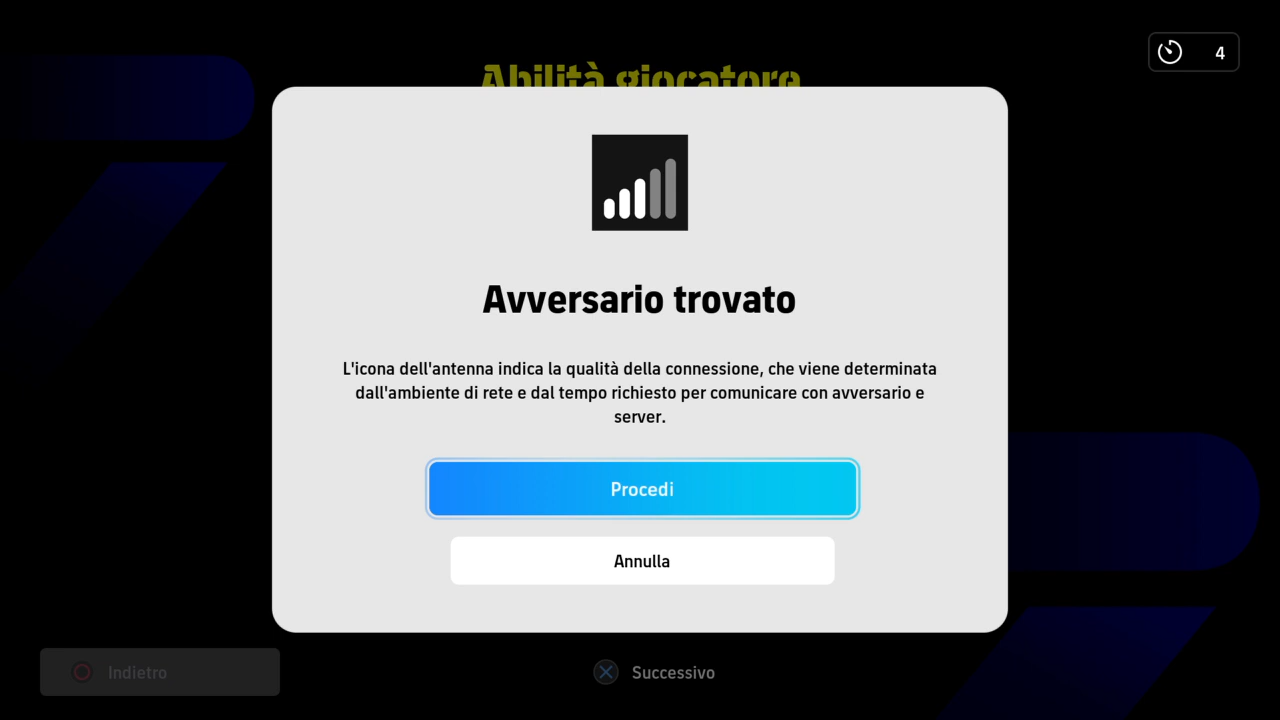 Abilità giocatore
4
Avversario trovato
L'icona dell'antenna indica la qualità della connessione, che viene determinata
dall'ambiente di rete e dal tempo richiesto per comunicare con avversario e
server.
Procedi
Annulla
Indietro
Successivo